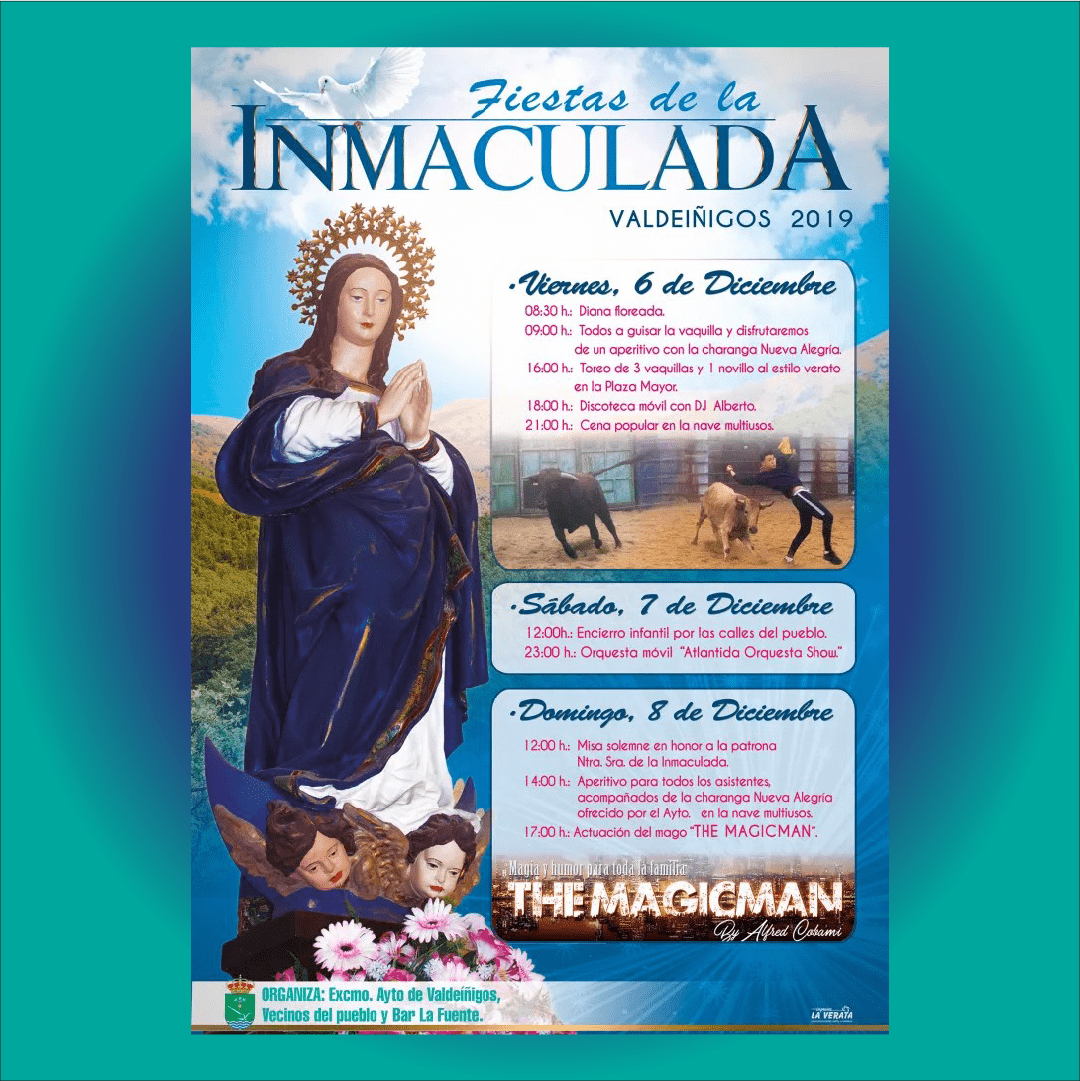 Fiestas de la
INMACULADA
VALDEIÑIGOS 2019
·Viernes, 6 de Diciembre
08:30 h.: Diana floreada.
09:00 h.: Todos a guisar la vaquilla y disfrutaremos
de un aperitivo con la charanga Nueva Alegría.
16:00 h.: Toreo de 3 vaquillas y 1 novillo al estilo verato
en la Plaza Mayor.
18:00 h.: Discoteca móvil con DJ Alberto.
21:00 h.: Cena popular en la nave multiusos.
·Sábado, 7 de Diciembre
12:00h.: Encierro infantil por las calles del pueblo.
23:00 h.: Orquesta móvil "Atlantida Orquesta Show."
·Domingo, 8 de Diciembre
12:00 h.: Misa solemne en honor a la patrona
Ntra. Sra. de la Inmaculada.
14:00 h.: Aperitivo para todos los asistentes,
acompañados de la charanga Nueva Alegría
ofrecido por el Ayto. en la nave multiusos.
17:00 h.: Actuación del mago "THE MAGICMAN".
"Magia y humor para toda la familia"
THE MAGICMAN
By Alfred Cobami
ORGANIZA: Excmo. Ayto de Valdeíñigos,
Vecinos del pueblo y Bar La Fuente.
LA VERATA